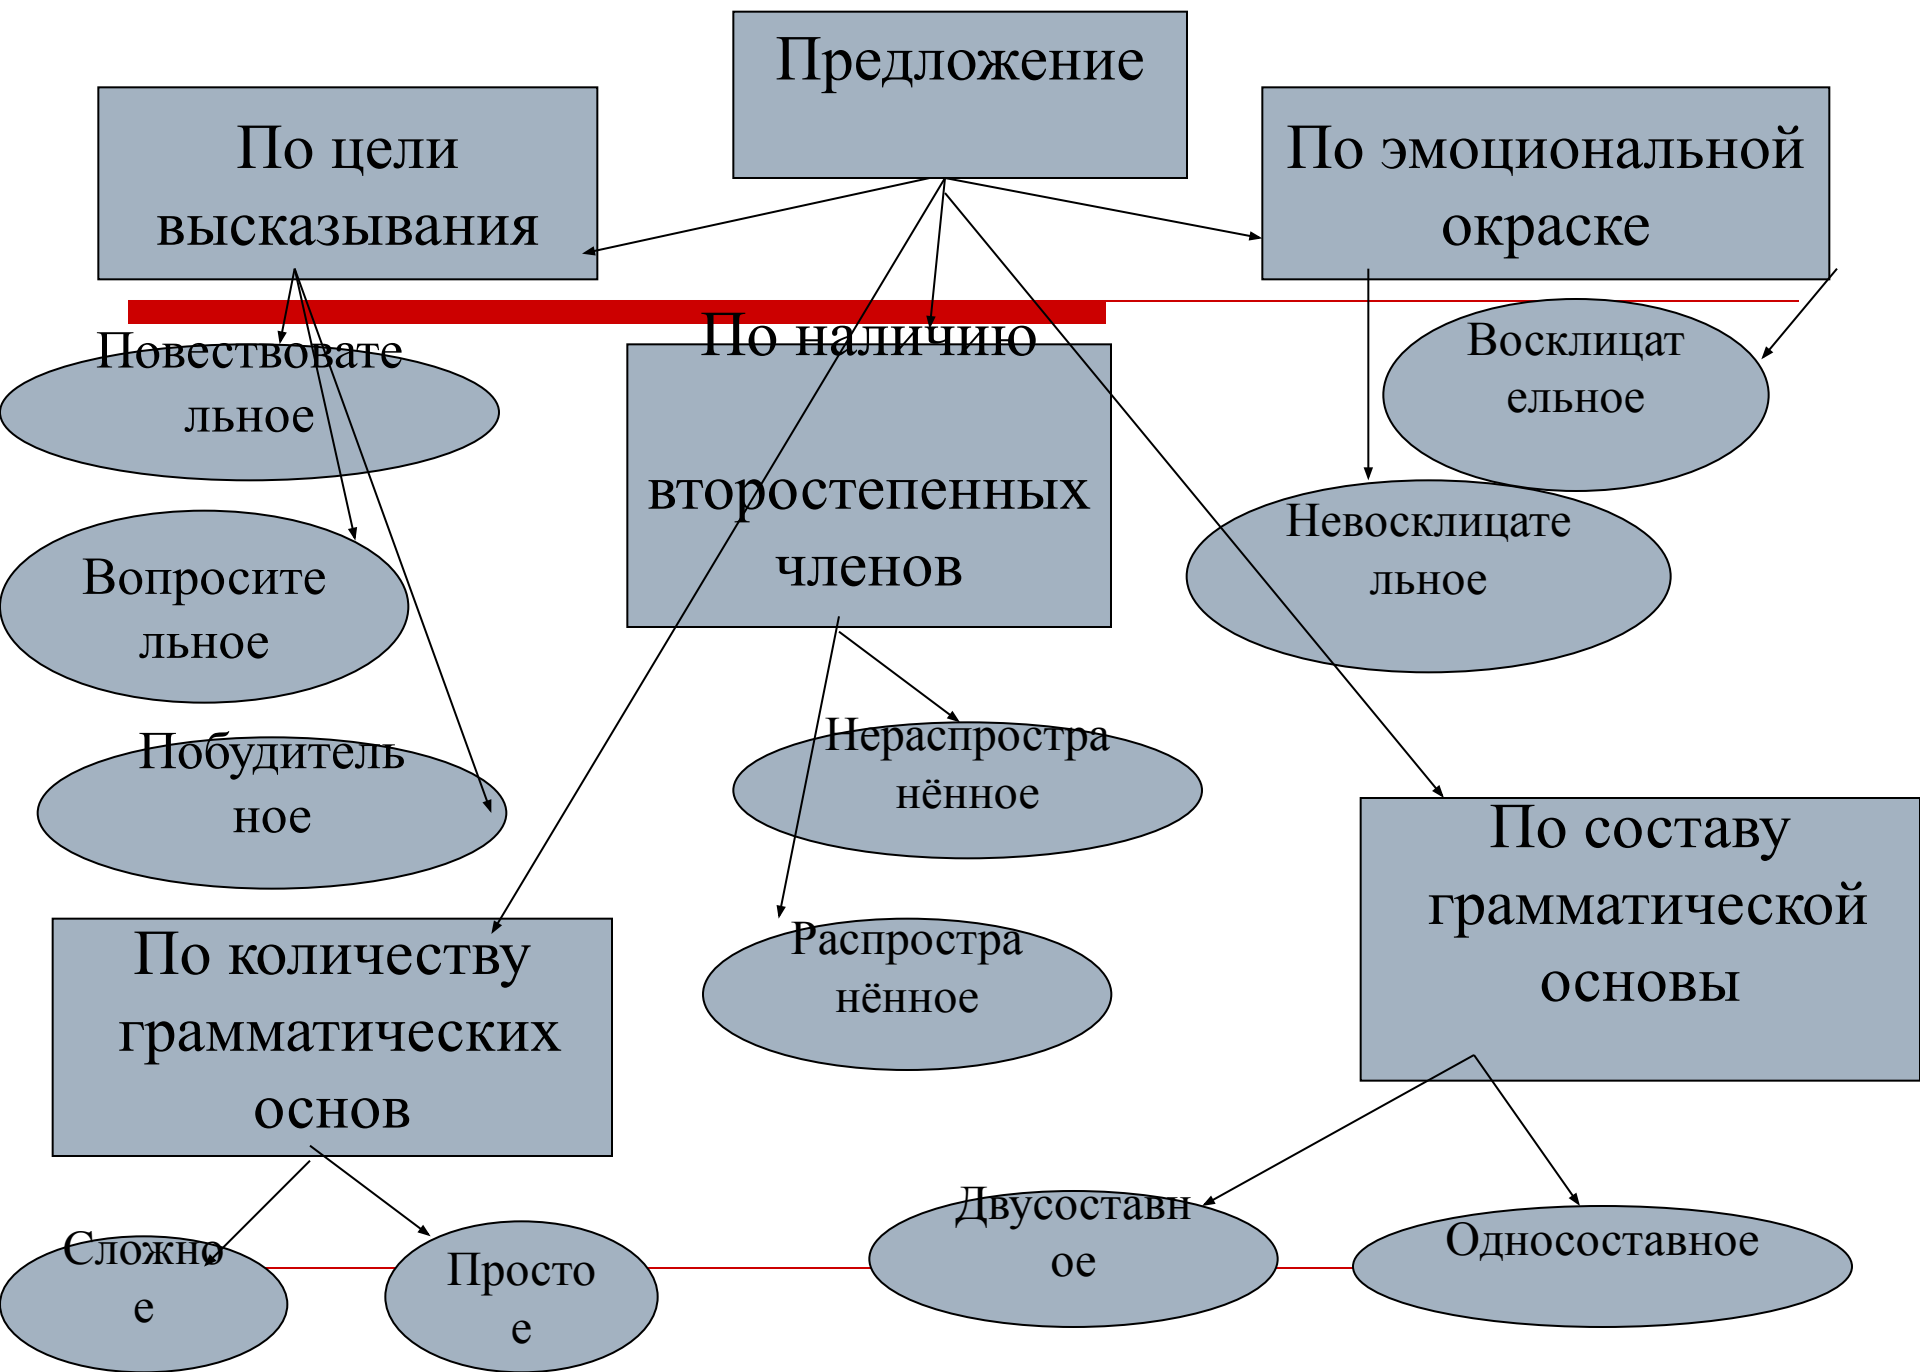 Предложение
По цели
высказывания
По эмоциональной
окраске
Повествовате
льное
Вопросите
льное
Побудитель
ное
По наличию
второстепенных
членов
Восклицат
ельное
Невосклицате
льное
Нераспростра
нённое
Распростра
нённое
По количеству
грамматических
основ
По составу
грамматической
основы
Сложно
е
Просто
е
Двусоставн
ое
Односоставное